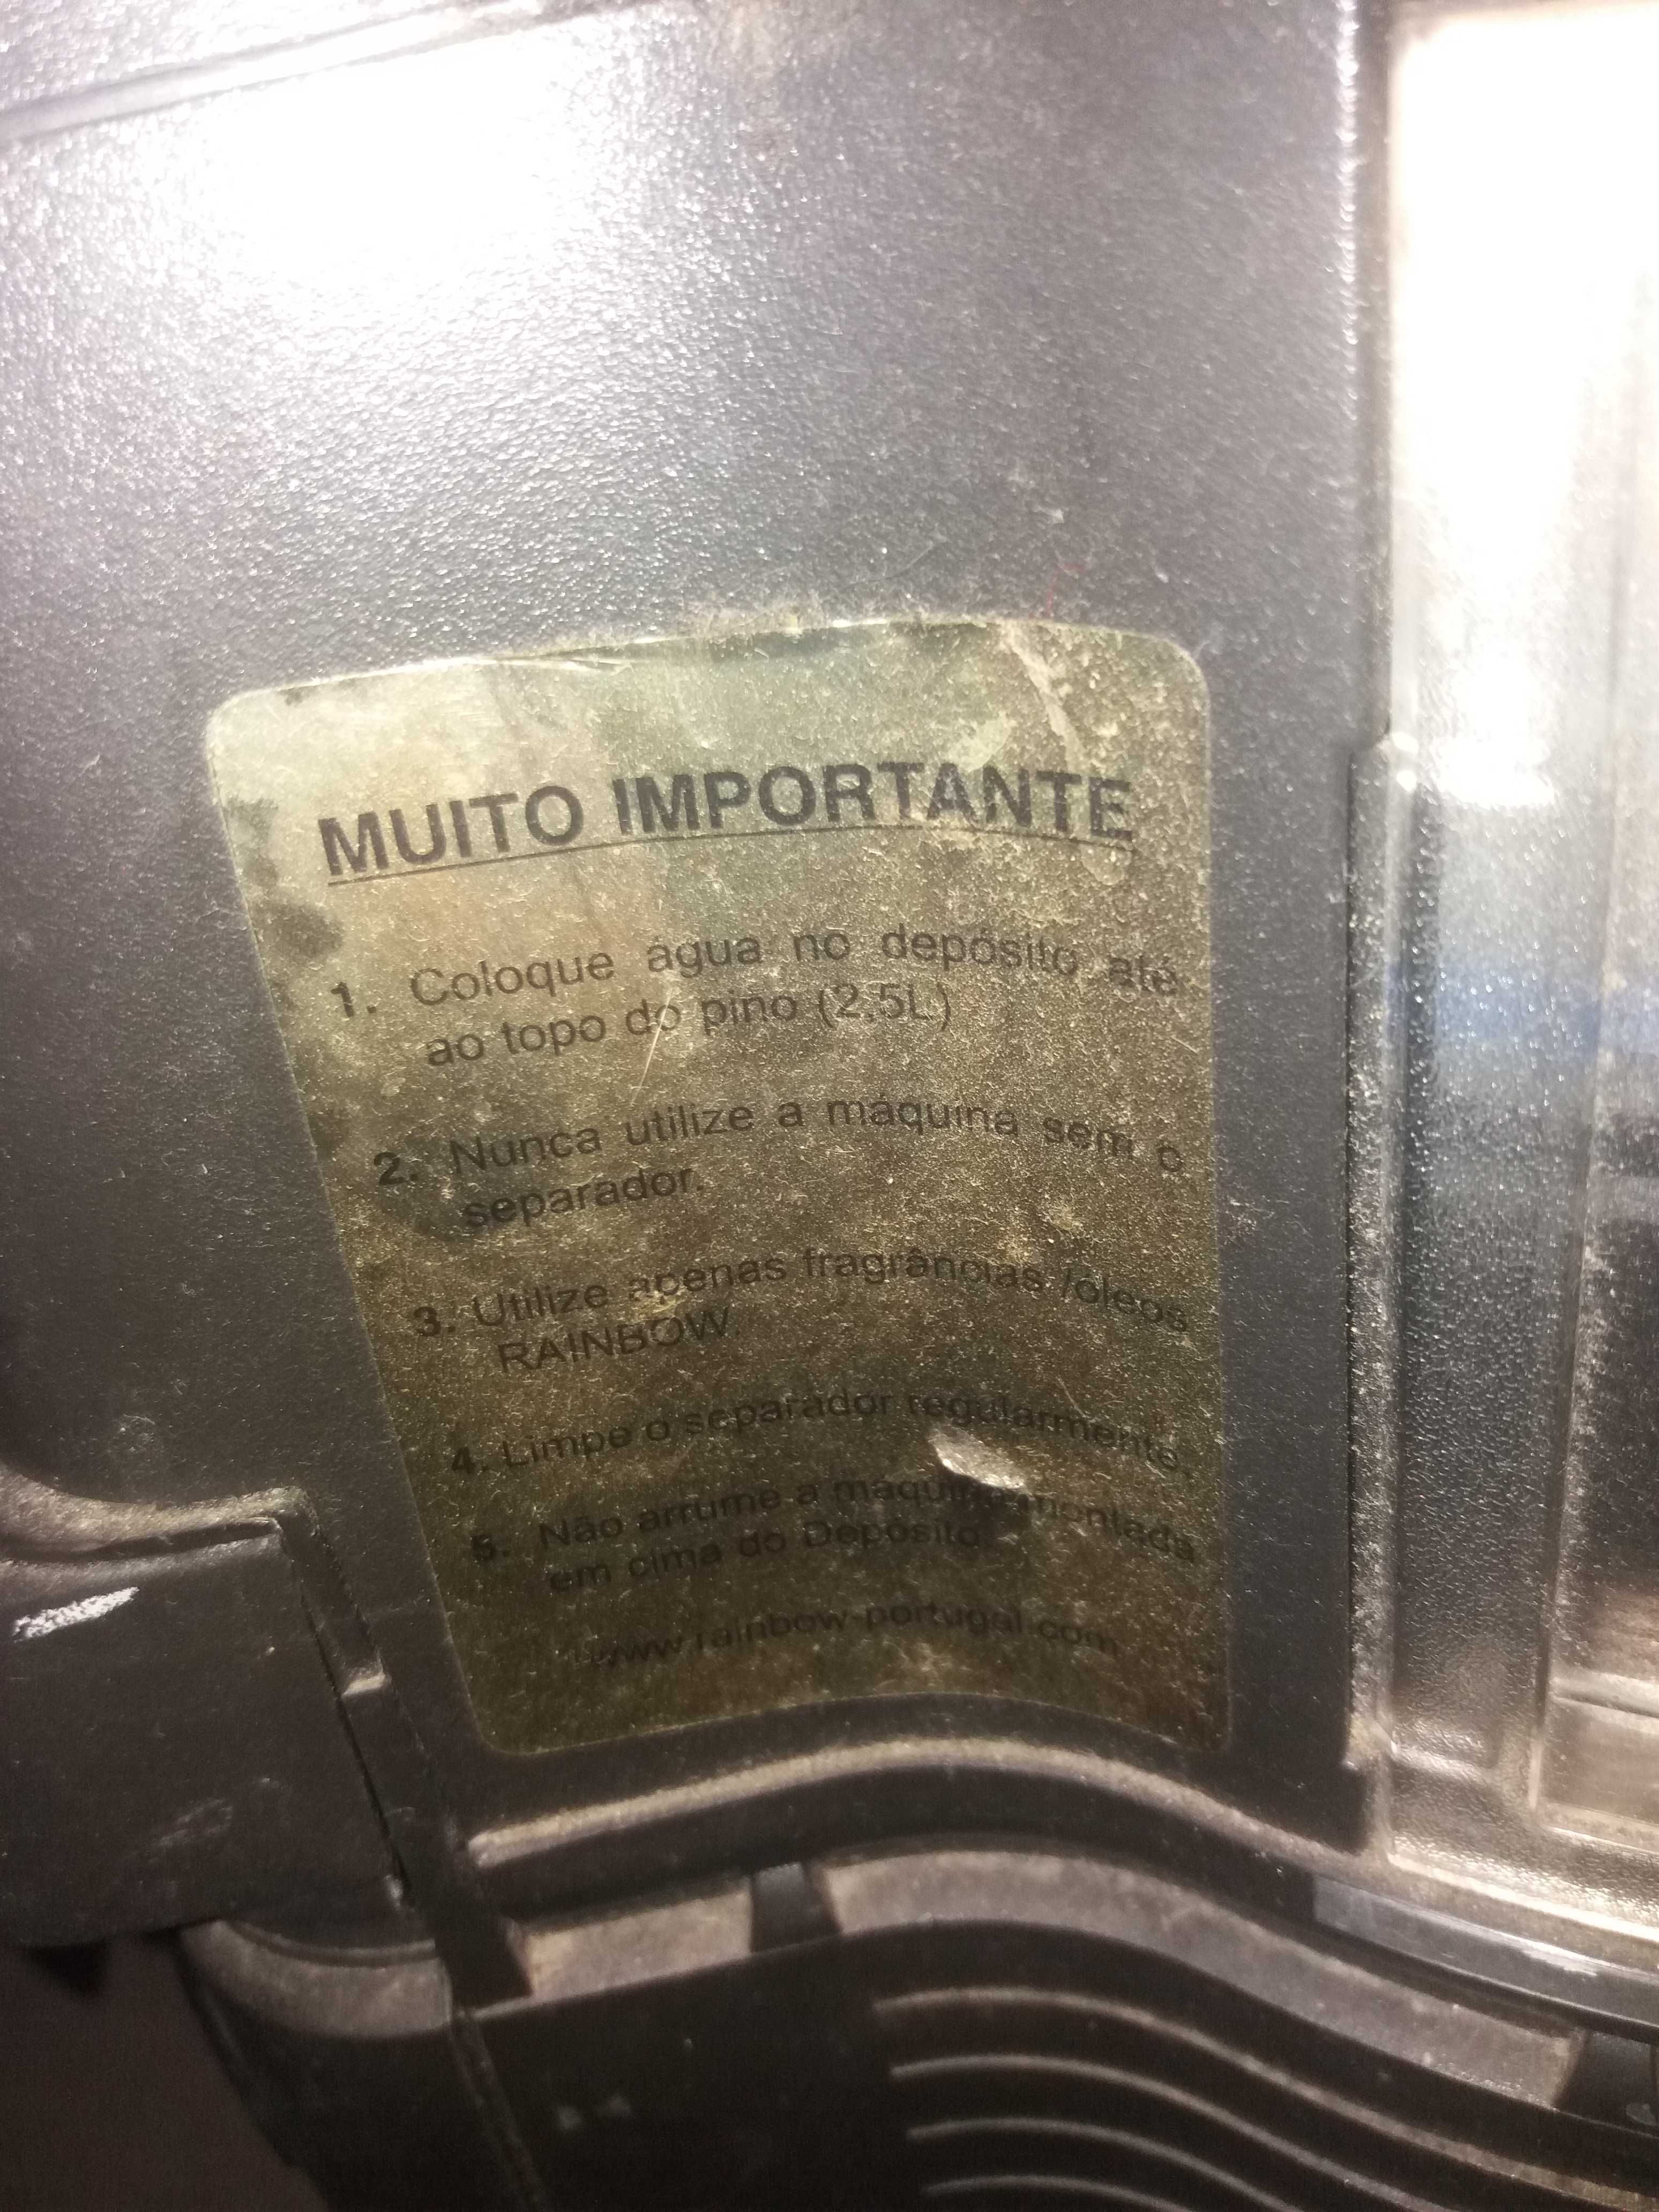 MUITO IMPORTANTE
1. Coloque água no depósito até
ao topo do pino (2,5L)
2. Nunca utilize a máquina sem o
separador.
3. Utilize apenas fragrâncias /óleos
RAINBOW.
4. Limpe o separador regularmente.
5. Não arrume a máquina montada
em cima do Depósito
www.rainbow-portugal.com